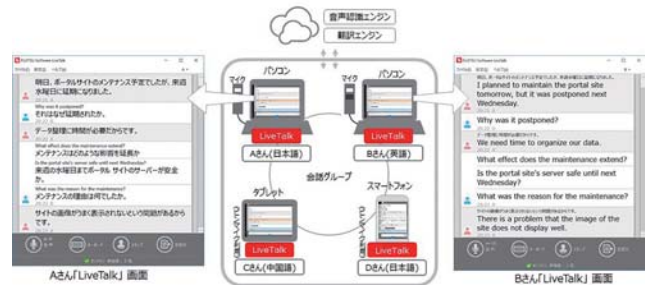 音声認識エンジン
翻訳エンジン
FUJITSU Software LiveTalk
明日、ポータルサイトのメンテナンス予定でしたが、来週
水曜日に延期になりました。
Why was it postponed?
それはなぜ延期されたか。
データ整理に時間が必要だからです。
What effect does the maintenance extend?
メンテナンスはどのような影響を延長か
Is the portal site's server safe until next Wednesday?
来週の水曜日までポータル サイトのサーバーが安全
か。
What was the reason for the maintenance?
メンテナンスの理由は何でしたか。
サイトの画像がうまく表示されないという問題があるから
です。
Aさん「LiveTalk」 画面
マイク
パソコン
LiveTalk
Aさん(日本語)
マイク
パソコン
LiveTalk
Bさん(英語)
会話グループ
タブレット
LiveTalk
Cさん(中国語)
スマートフォン
LiveTalk
Dさん(日本語)
FUJITSU Software LiveTalk
I planned to maintain the portal site
tomorrow, but it was postponed next
Wednesday.
Why was it postponed?
We need time to organize our data.
What effect does the maintenance extend?
Is the portal site's server safe until next
Wednesday?
What was the reason for the maintenance?
There is a problem that the image of the
site does not display well.
Bさん「LiveTalk」 画面